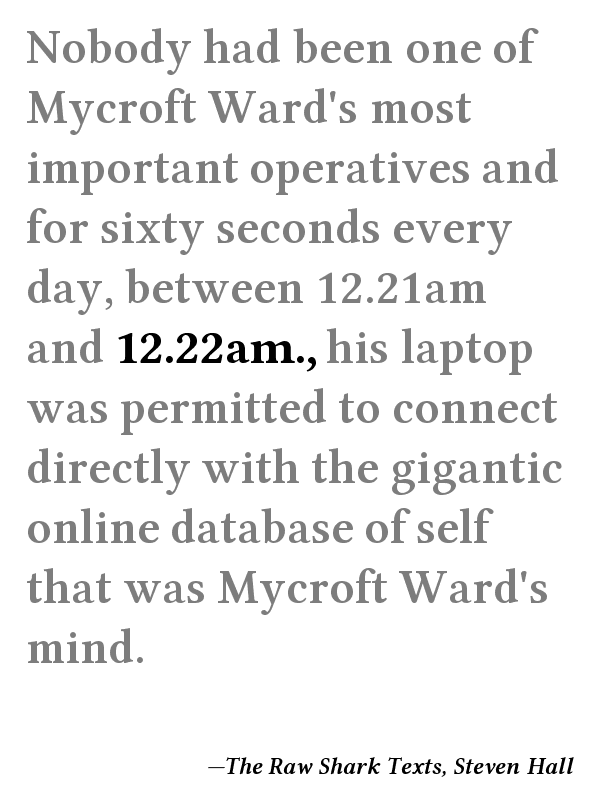 Nobody had been one of
Mycroft Ward's most
important operatives and
for sixty seconds every
day, between 12.21am
and 12.22am., his laptop
was permitted to connect
directly with the gigantic
online database of self
that was Mycroft Ward's
mind.
—The Raw Shark Texts, Steven Hall